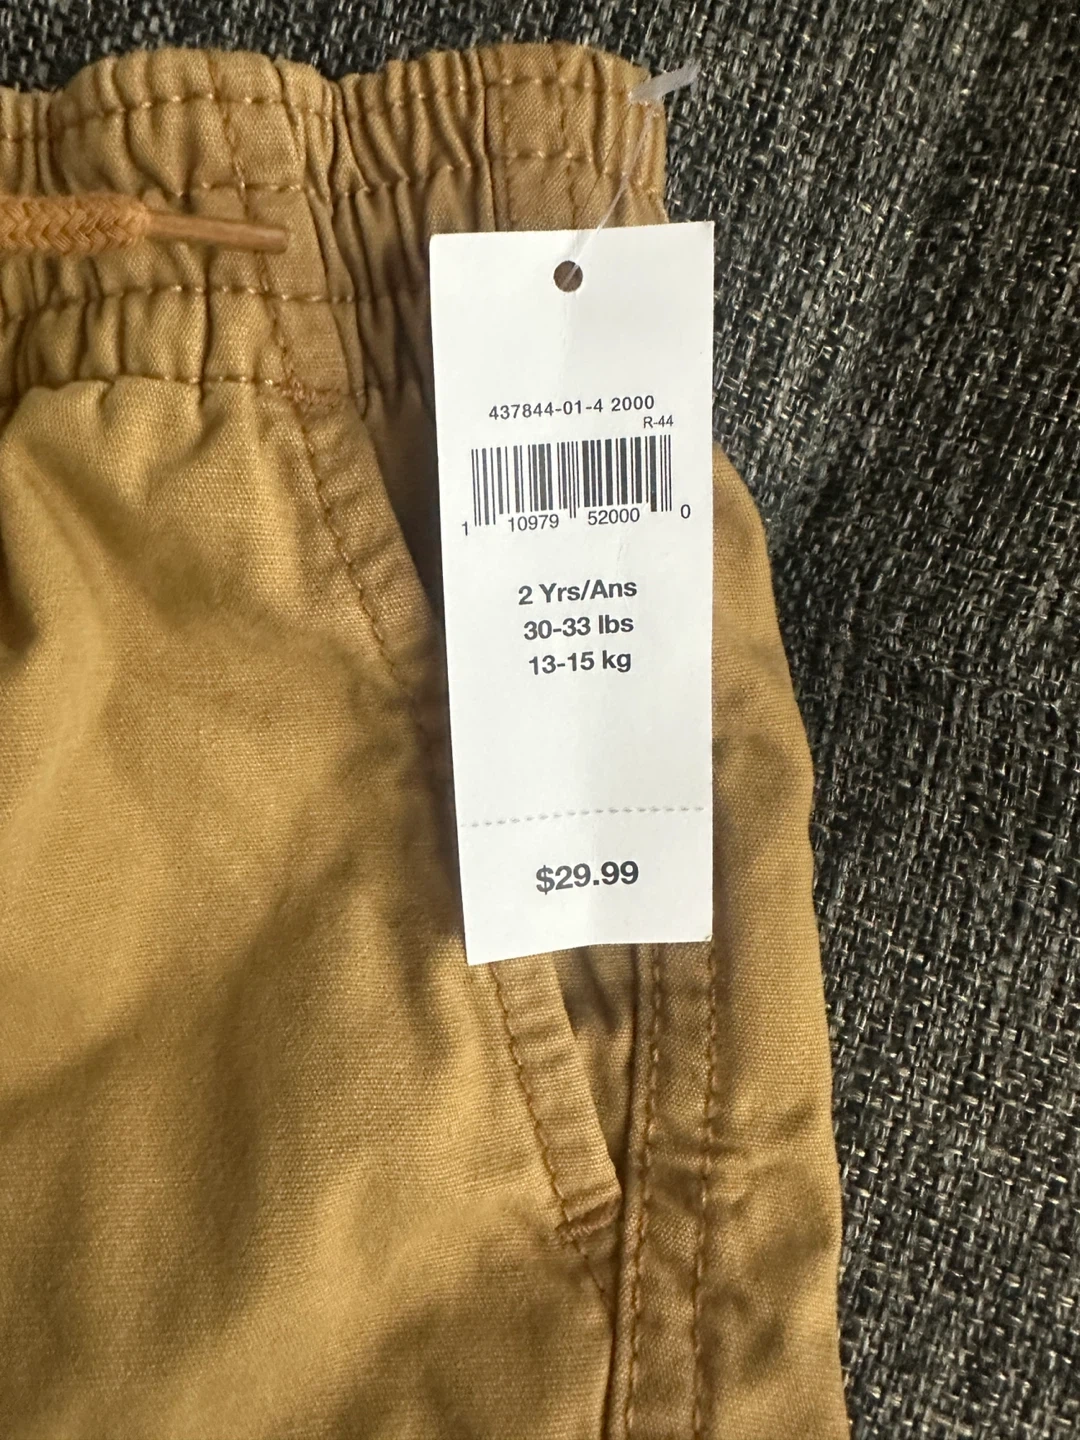 437844-01-4 2000
R-44
1 10979 52000 0
2 Yrs/Ans
30-33 lbs
13-15 kg
$29.99